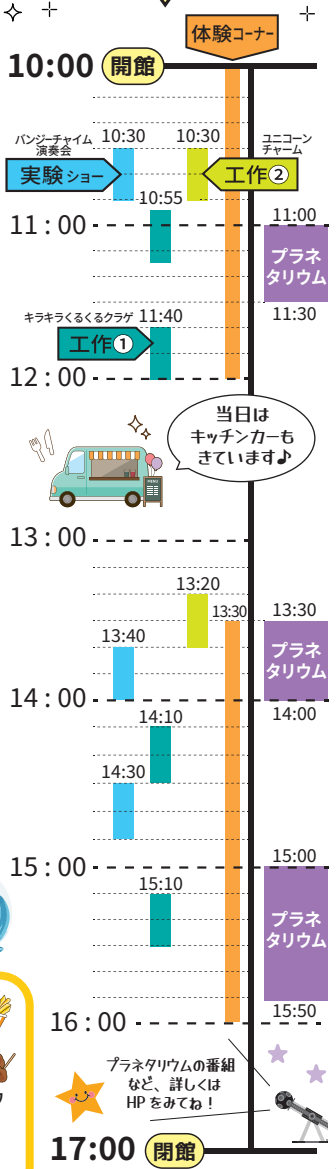 体験コーナー
10:00 開館
バンジーチャイム
演奏会
10:30
10:30
ユニコーン
チャーム
実験ショー
工作②
10:55
11:00
11:00
プラネ
タリウム
11:30
キラキラくるくるクラゲ 11:40
工作①
12:00
当日は
キッチンカーも
きています♪
MENU
13:00
13:20
13:30
13:30
13:40
プラネ
タリウム
14:00
14:00
14:10
14:30
15:00
15:00
15:10
プラネ
タリウム
15:50
16:00
プラネタリウムの番組
など、詳しくは
HPをみてね!
17:00 閉館